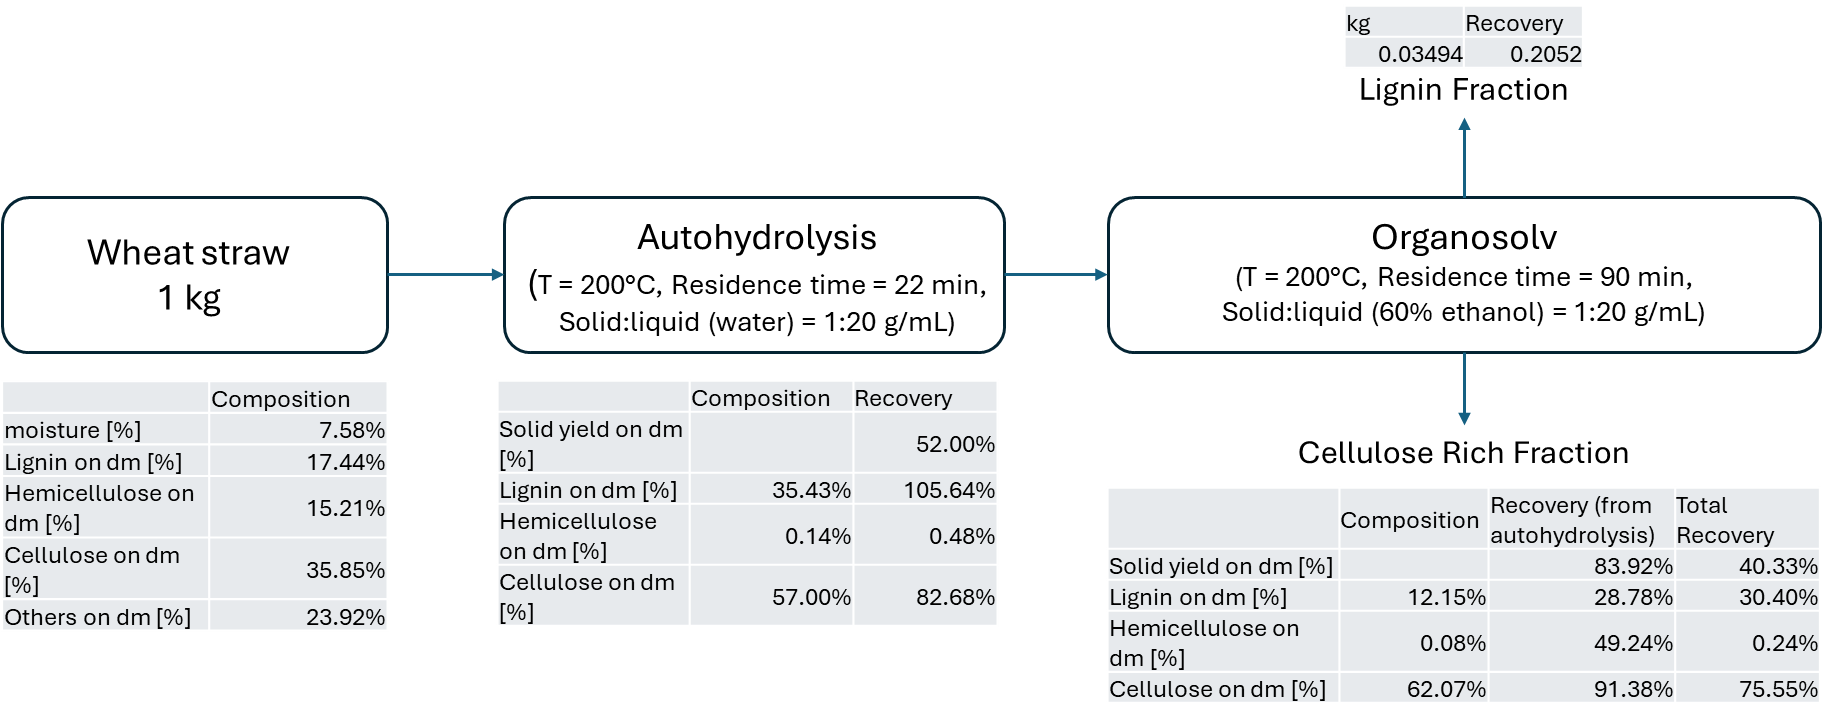 kg Recovery
0.03494 0.2052
Lignin Fraction
Wheat straw
1 kg
Autohydrolysis
(T = 200°C, Residence time = 22 min,
Solid:liquid (water) = 1:20 g/mL)
Organosolv
(T = 200°C, Residence time = 90 min,
Solid:liquid (60% ethanol) = 1:20 g/mL)
Composition
moisture [%] 7.58%
Lignin on dm [%] 17.44%
Hemicellulose on
dm [%] 15.21%
Cellulose on dm
[%] 35.85%
Others on dm [%] 23.92%
Composition Recovery
Solid yield on dm
[%] 52.00%
Lignin on dm [%] 35.43% 105.64%
Hemicellulose
on dm [%] 0.14% 0.48%
Cellulose on dm
[%] 57.00% 82.68%
Cellulose Rich Fraction
Composition Recovery (from
autohydrolysis) Total
Recovery
Solid yield on dm [%] 83.92% 40.33%
Lignin on dm [%] 12.15% 28.78% 30.40%
Hemicellulose on
dm [%] 0.08% 49.24% 0.24%
Cellulose on dm [%] 62.07% 91.38% 75.55%